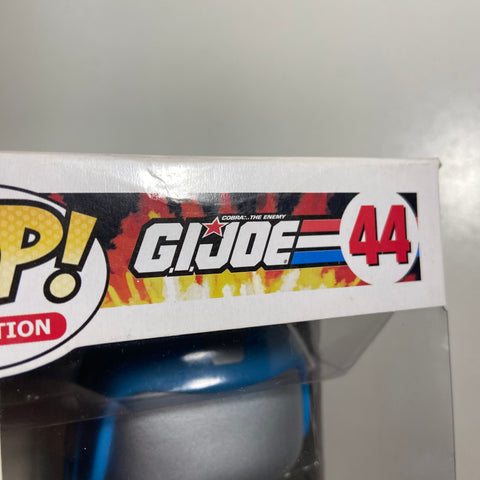 P!
TION
COBRA... THE ENEMY
G.I.JOE
44